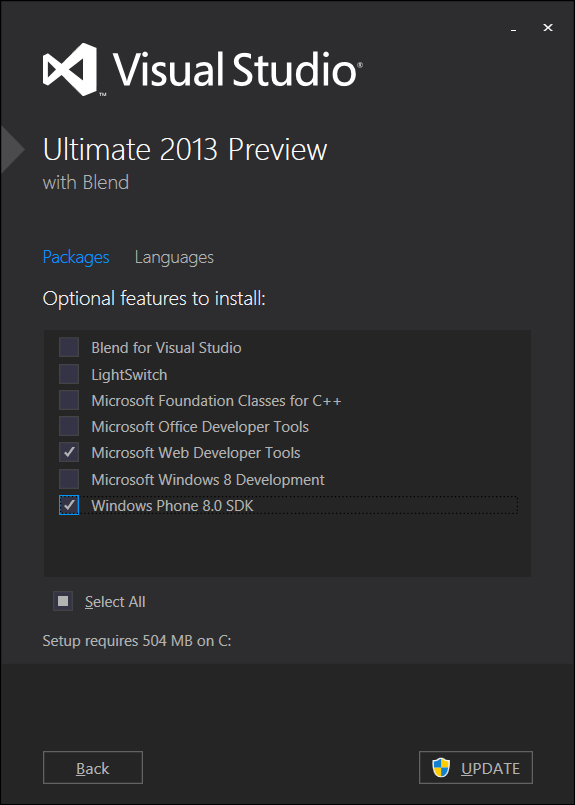 Visual Studio®
™
Ultimate 2013 Preview
with Blend
Packages Languages
Optional features to install:
Blend for Visual Studio
LightSwitch
Microsoft Foundation Classes for C++
Microsoft Office Developer Tools
Microsoft Web Developer Tools
Microsoft Windows 8 Development
Windows Phone 8.0 SDK
Select All
Setup requires 504 MB on C:
Back UPDATE